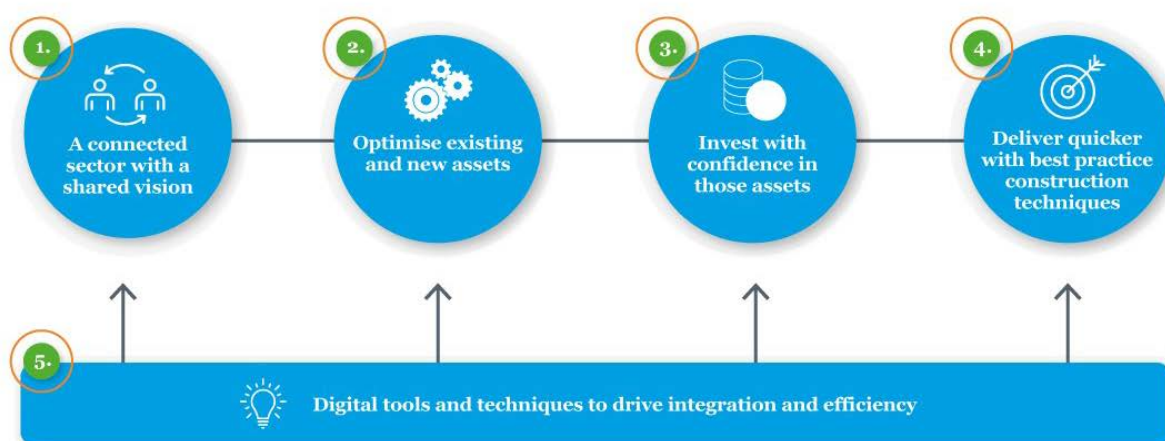 1.
A connected
sector with a
shared vision
2.
Optimise existing
and new assets
3.
Invest with
confidence in
those assets
4.
Deliver quicker
with best practice
construction
techniques
5.
Digital tools and techniques to drive integration and efficiency